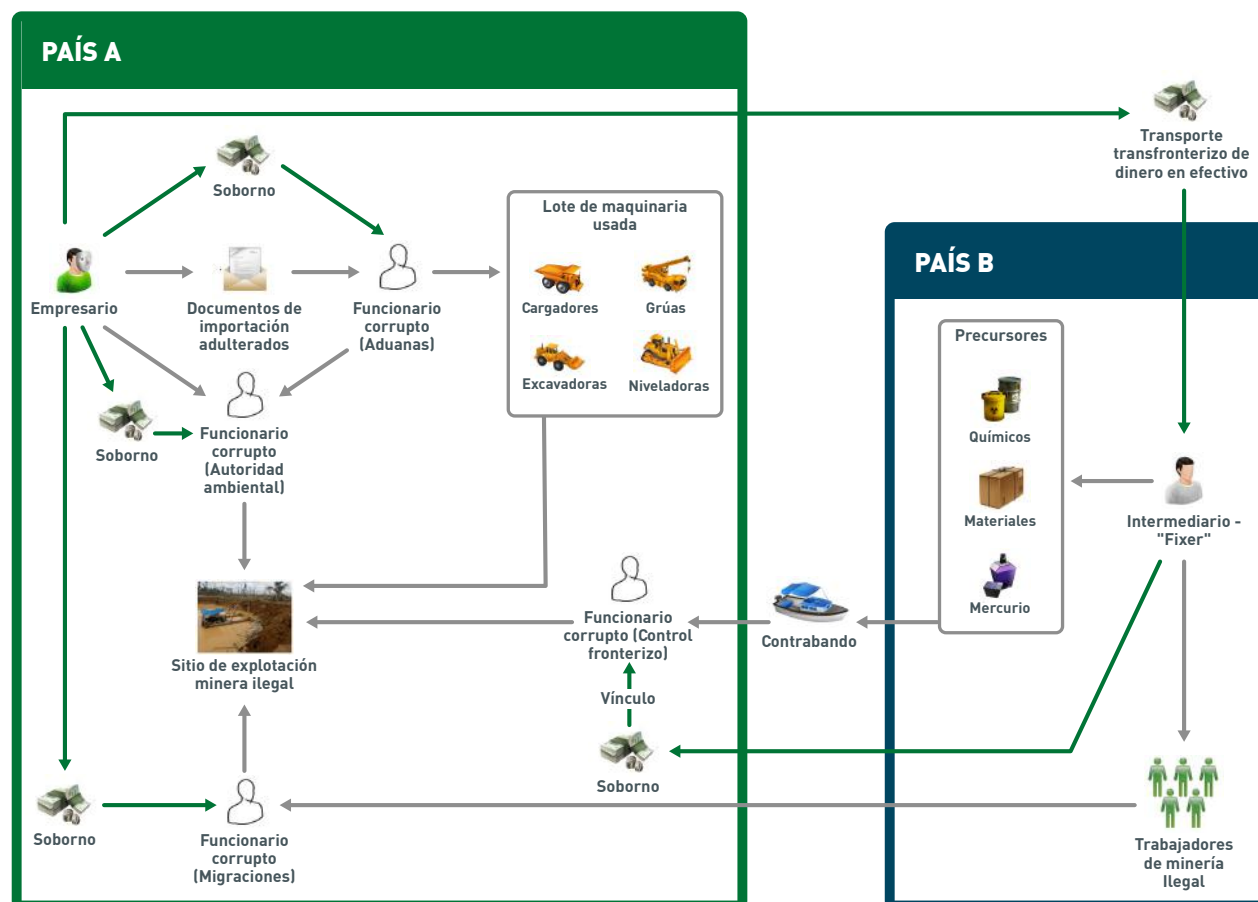 PAÍS A
Transporte
transfronterizo de
dinero en efectivo
Soborno
Lote de maquinaria
usada
Cargadores
Grúas
Excavadoras
Niveladoras
Empresario
Documentos de
importación
adulterados
Funcionario
corrupto
(Aduanas)
Soborno
Funcionario
corrupto
(Autoridad
ambiental)
PAÍS B
Precursores
Químicos
Materiales
Mercurio
Intermediario -
"Fixer"
Sitio de explotación
minera ilegal
Funcionario
corrupto (Control
fronterizo)
Contrabando
Vínculo
Soborno
Soborno
Funcionario
corrupto
(Migraciones)
Trabajadores
de minería
Ilegal